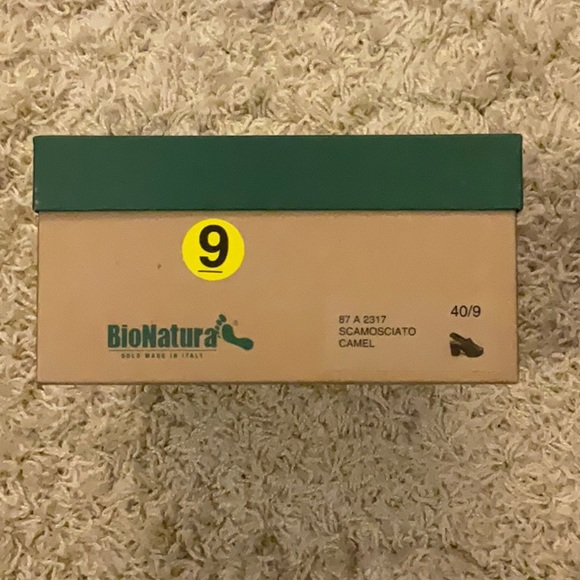 9
BioNatura®
SOLO MADE IN ITALY
87 A 2317
SCAMOSCIATO
CAMEL
40/9